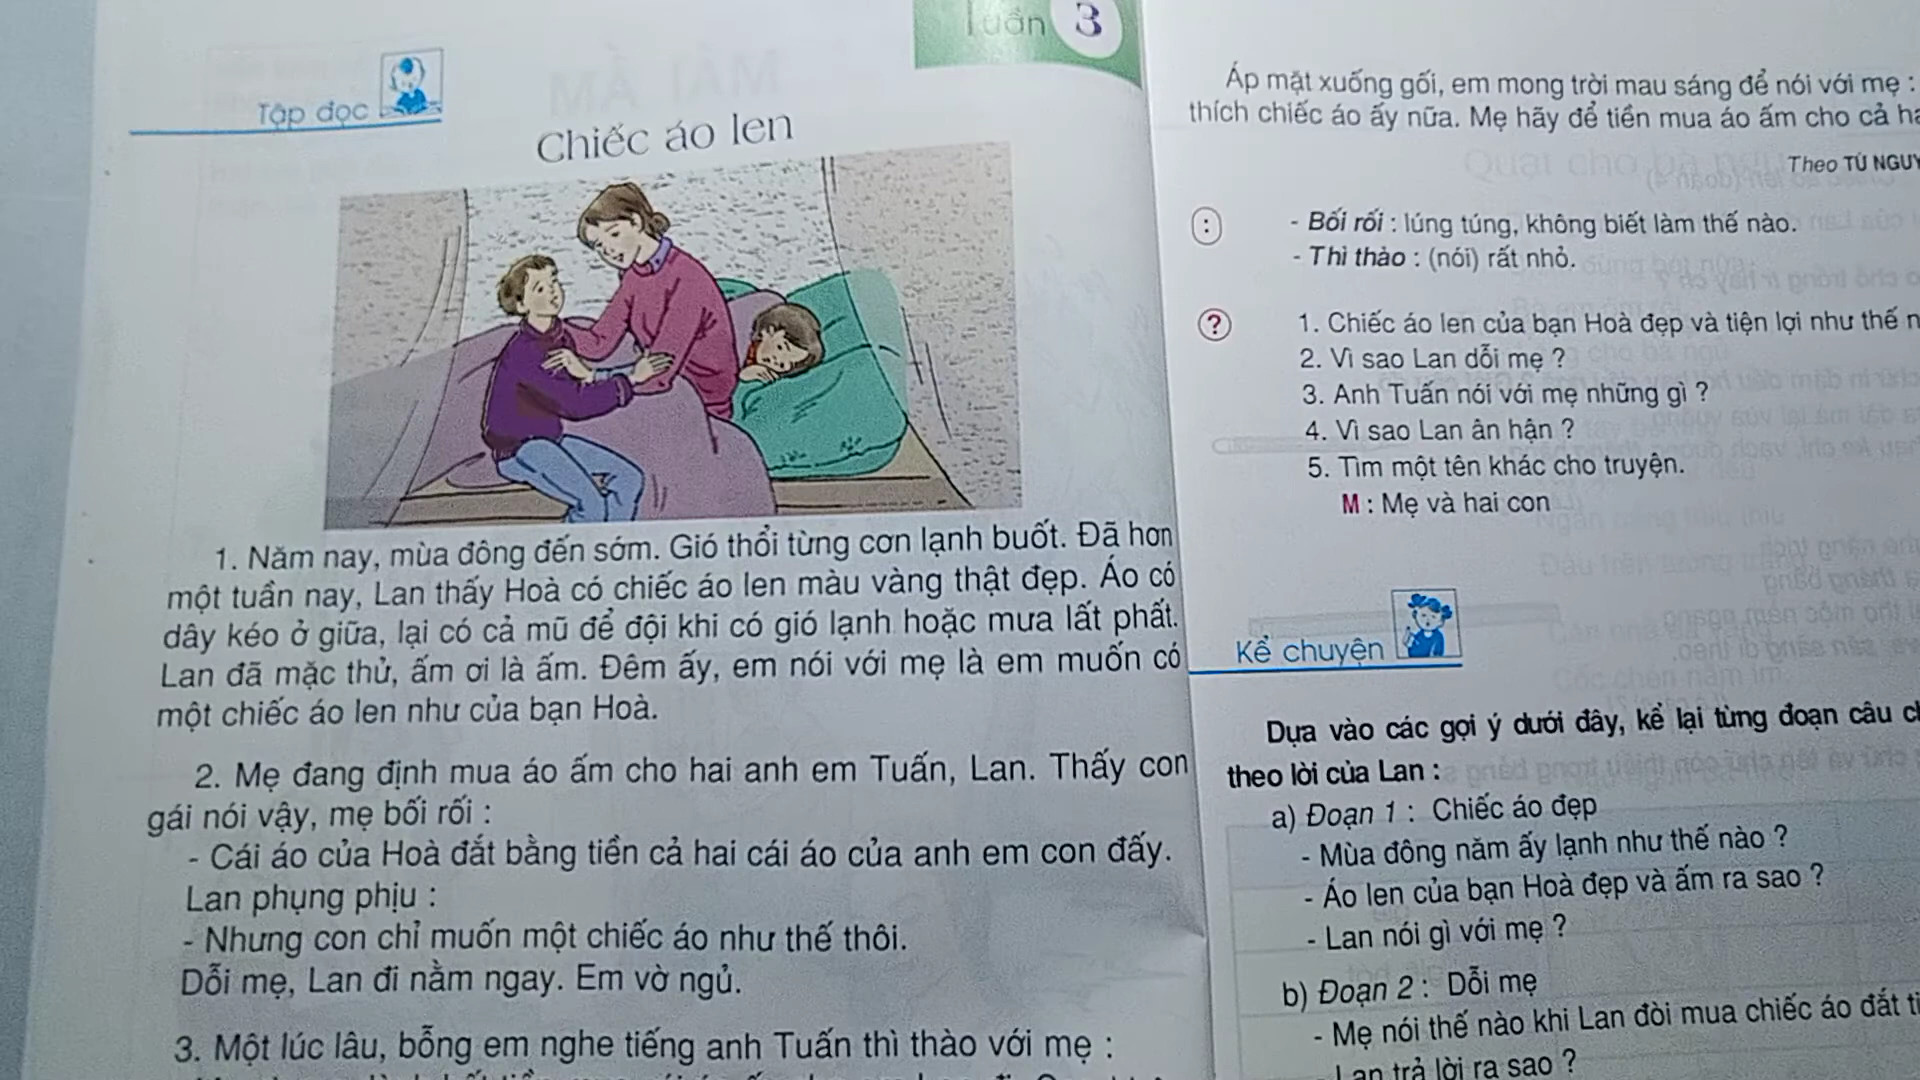 Tuần 3
Tập đọc
Chiếc áo len
1. Năm nay, mùa đông đến sớm. Gió thổi từng cơn lạnh buốt. Đã hơn
một tuần nay, Lan thấy Hoà có chiếc áo len màu vàng thật đẹp. Áo có
dây kéo ở giữa, lại có cả mũ để đội khi có gió lạnh hoặc mưa lất phất.
Lan đã mặc thử, ấm ơi là ấm. Đêm ấy, em nói với mẹ là em muốn có
một chiếc áo len như của bạn Hoà.
2. Mẹ đang định mua áo ấm cho hai anh em Tuấn, Lan. Thấy con
gái nói vậy, mẹ bối rối :
- Cái áo của Hoà đắt bằng tiền cả hai cái áo của anh em con đấy.
Lan phụng phịu :
- Nhưng con chỉ muốn một chiếc áo như thế thôi.
Dỗi mẹ, Lan đi nằm ngay. Em vờ ngủ.
3. Một lúc lâu, bỗng em nghe tiếng anh Tuấn thì thào với mẹ :
Áp mặt xuống gối, em mong trời mau sáng để nói với mẹ :
thích chiếc áo ấy nữa. Mẹ hãy để tiền mua áo ấm cho cả
Theo TÚ
- Bối rối : lúng túng, không biết làm thế nào.
- Thì thào : (nói) rất nhỏ.
? 1. Chiếc áo len của bạn Hoà đẹp và tiện lợi như thế
2. Vì sao Lan dỗi mẹ ?
3. Anh Tuấn nói với mẹ những gì ?
4. Vì sao Lan ân hận ?
5. Tìm một tên khác cho truyện.
M : Mẹ và hai con
Kể chuyện
Dựa vào các gợi ý dưới đây, kể lại từng đoạn câu
theo lời của Lan :
a) Đoạn 1 : Chiếc áo đẹp
- Mùa đông năm ấy lạnh như thế nào ?
- Áo len của bạn Hoà đẹp và ấm ra sao ?
- Lan nói gì với mẹ ?
b) Đoạn 2 : Dỗi mẹ
- Mẹ nói thế nào khi Lan đòi mua chiếc áo đắt
Lan trả lời ra sao ?